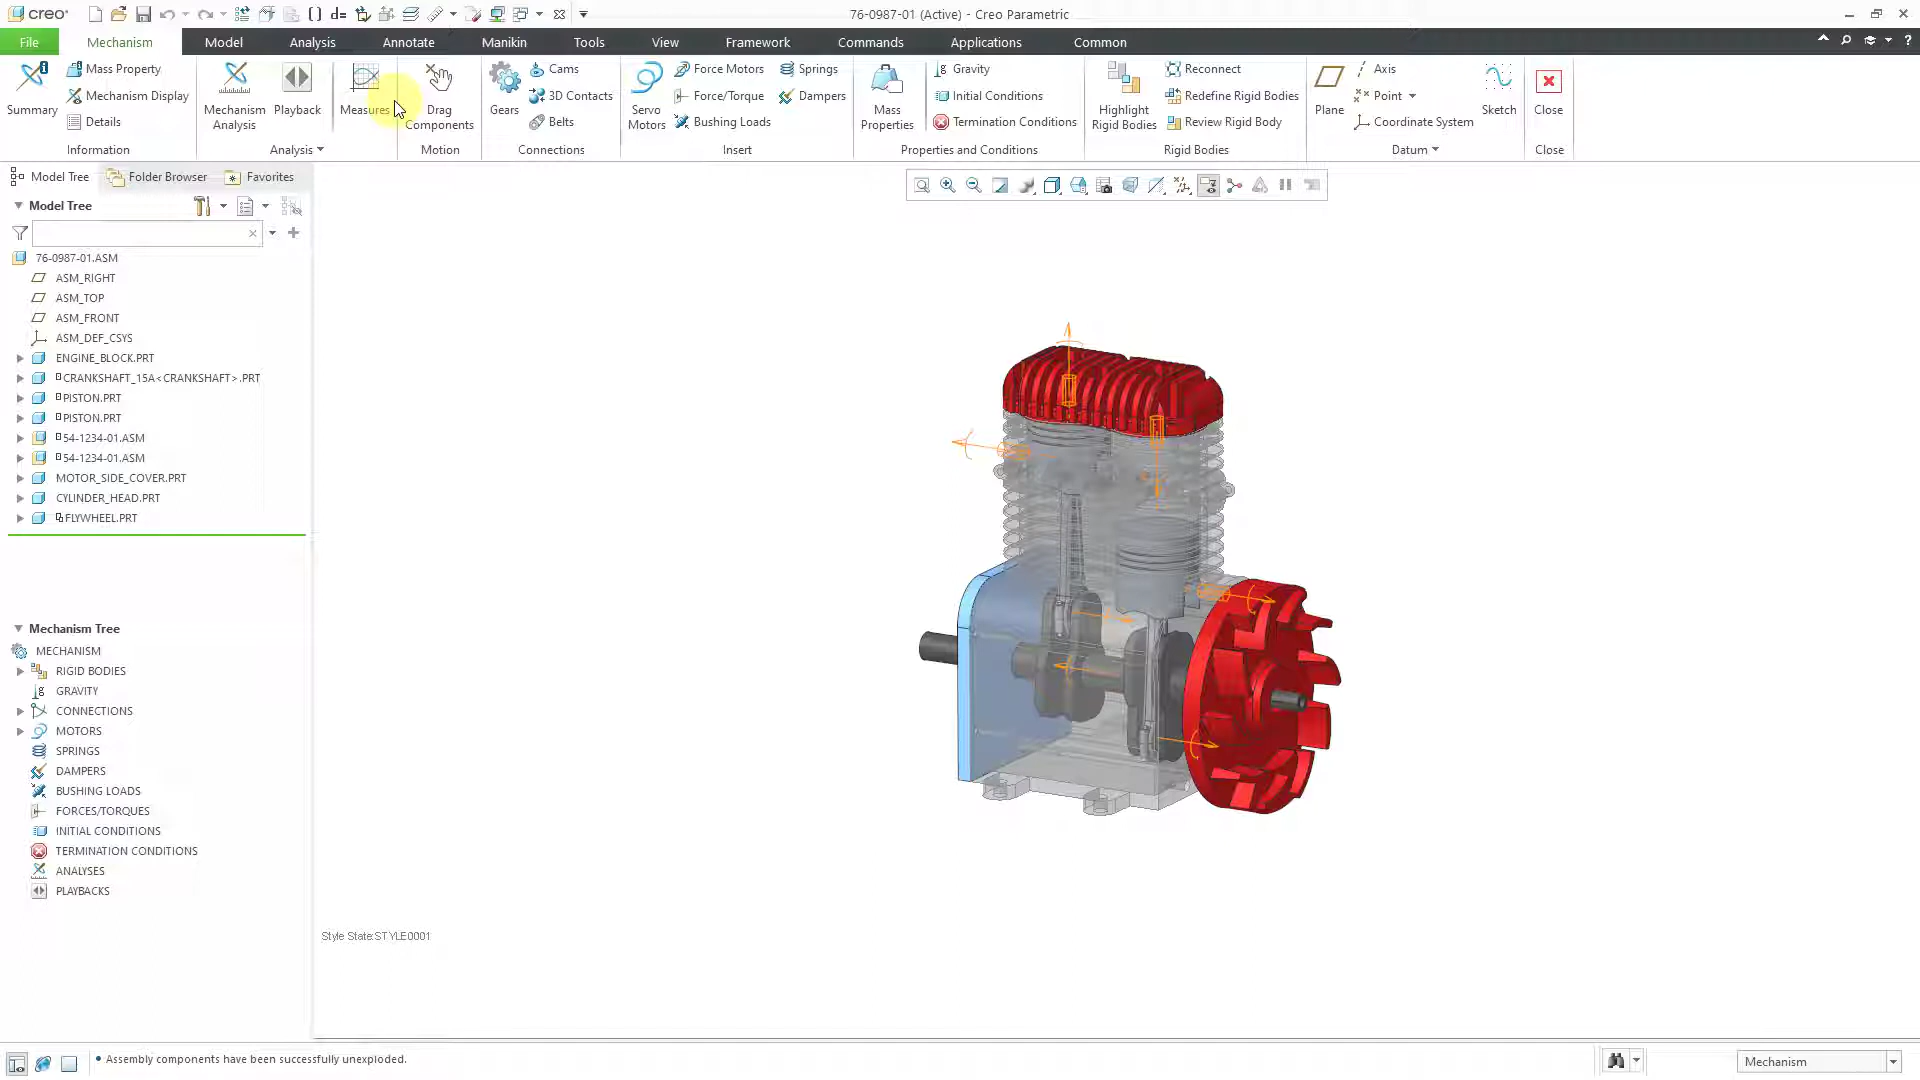 creo
d=
76-0987-01 (Active) - Creo Parametric
File
Mechanism
Model
Analysis
Annotate
Manikin
Tools
View
Framework
Commands
Applications
Common
Summary
Mass Property
Mechanism Display
Details
Information
Mechanism Analysis
Playback
Measures
Analysis
Drag Components
Motion
Gears
Cams
3D Contacts
Belts
Connections
Servo Motors
Force Motors
Force/Torque
Bushing Loads
Springs
Dampers
Insert
Mass Properties
Gravity
Initial Conditions
Termination Conditions
Properties and Conditions
Highlight Rigid Bodies
Reconnect
Redefine Rigid Bodies
Review Rigid Body
Rigid Bodies
Plane
Axis
Point
Coordinate System
Sketch
Datum
Close
Close
Model Tree
Folder Browser
Favorites
Model Tree
76-0987-01.ASM
ASM_RIGHT
ASM_TOP
ASM_FRONT
ASM_DEF_CSYS
ENGINE_BLOCK.PRT
CRANKSHAFT_15A<CRANKSHAFT>.PRT
PISTON.PRT
PISTON.PRT
54-1234-01.ASM
54-1234-01.ASM
MOTOR_SIDE_COVER.PRT
CYLINDER_HEAD.PRT
FLYWHEEL.PRT
Mechanism Tree
MECHANISM
RIGID BODIES
GRAVITY
CONNECTIONS
MOTORS
SPRINGS
DAMPERS
BUSHING LOADS
FORCES/TORQUES
INITIAL CONDITIONS
TERMINATION CONDITIONS
ANALYSES
PLAYBACKS
Style State:STYLE0001
• Assembly components have been successfully unexploded.
Mechanism